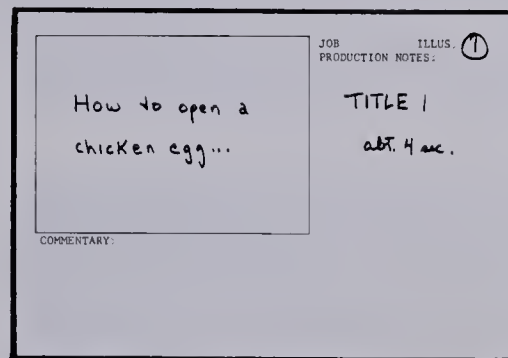 JOB ILLUS. 1
PRODUCTION NOTES:
How to open a
chicken egg...
TITLE 1
abt. 4 sec.
COMMENTARY: